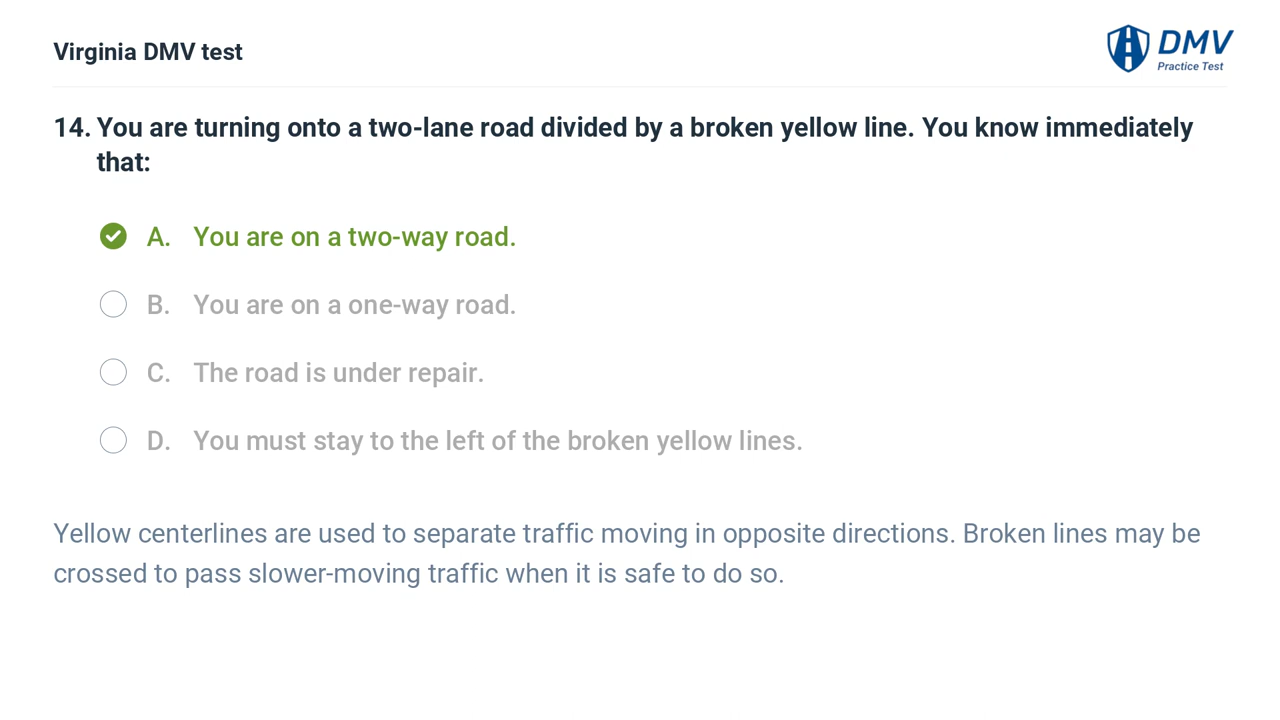 Virginia DMV test
DMV
Practice Test
14. You are turning onto a two-lane road divided by a broken yellow line. You know immediately
that:
A. You are on a two-way road.
B. You are on a one-way road.
C. The road is under repair.
D. You must stay to the left of the broken yellow lines.
Yellow centerlines are used to separate traffic moving in opposite directions. Broken lines may be
crossed to pass slower-moving traffic when it is safe to do so.